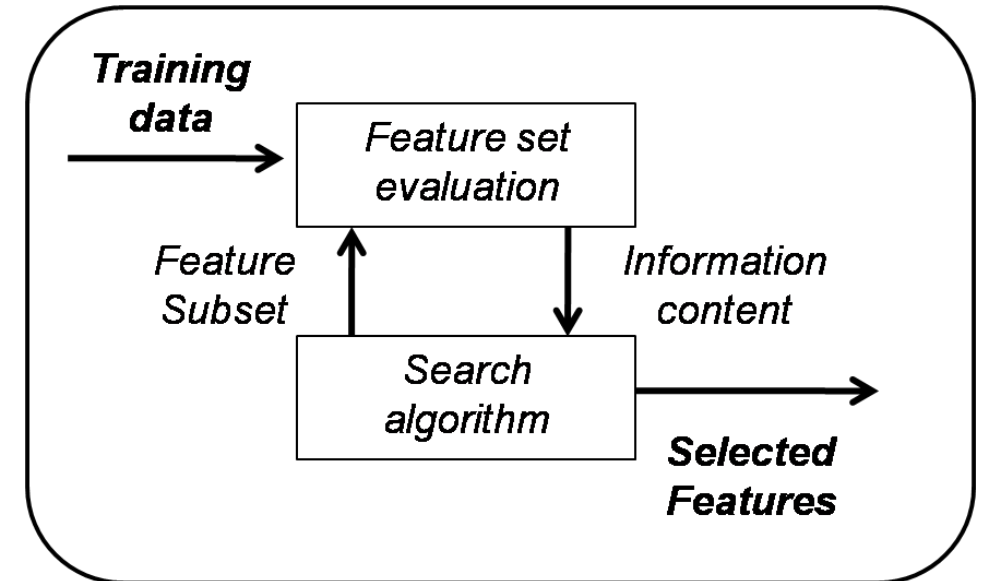 Training
data
Feature set
evaluation
Feature
Subset
Information
content
Search
algorithm
Selected
Features